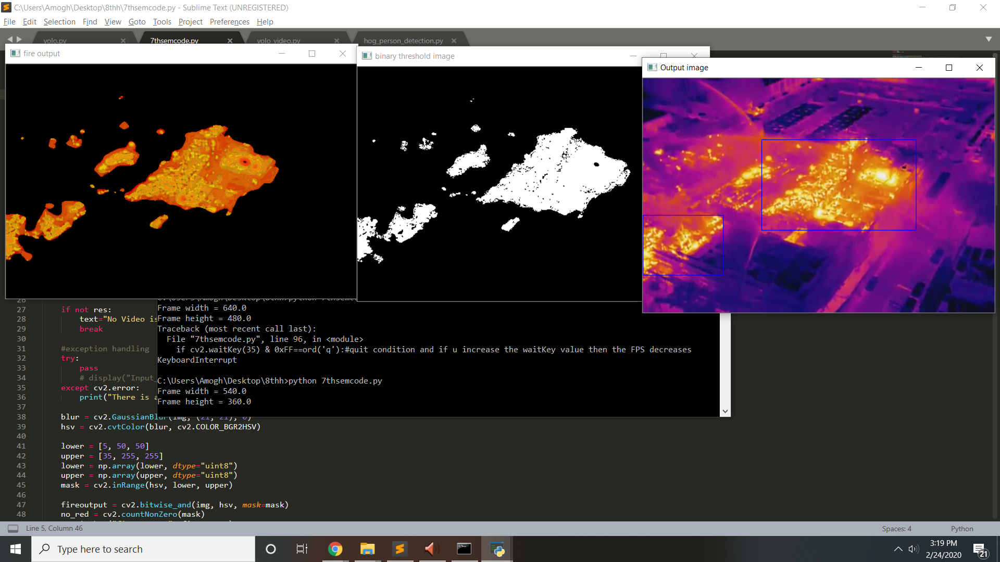 C:\Users\Amogh\Desktop\8thh\7thsemcode.py - Sublime Text (UNREGISTERED)
File Edit Selection Find View Goto Tools Project Preferences Help
yolo.py 7thsemcode.py yolo_video.py hog_person_detection.py
fire output
binary threshold image
Output image
C:\Users\Amogh\Desktop\8thh>python 7thsemcode
Frame width = 640.0
Frame height = 480.0
Traceback (most recent call last):
File "7thsemcode.py", line 96, in <module>
if cv2.waitKey(35) & 0xFF==ord('q'):#quit condition and if u increase the waitKey value then the FPS decreases
KeyboardInterrupt
C:\Users\Amogh\Desktop\8thh>python 7thsemcode.py
Frame width = 540.0
Frame height = 360.0
26
27 if not res:
28 text="No Video is
29 break
30
31 #exception handling
32 try:
33 pass
34 # display("Input_
35 except cv2.error:
36 print("There is a
37
38 blur = cv2.GaussianBlur(img, (21, 21), 0)
39 hsv = cv2.cvtColor(blur, cv2.COLOR_BGR2HSV)
40
41 lower = [5, 50, 50]
42 upper = [35, 255, 255]
43 lower = np.array(lower, dtype="uint8")
44 upper = np.array(upper, dtype="uint8")
45 mask = cv2.inRange(hsv, lower, upper)
46
47 fireoutput = cv2.bitwise_and(img, hsv, mask=mask)
48 no_red = cv2.countNonZero(mask)
Line 5, Column 46
Spaces: 4
Python
Type here to search
3:19 PM
2/24/2020
21